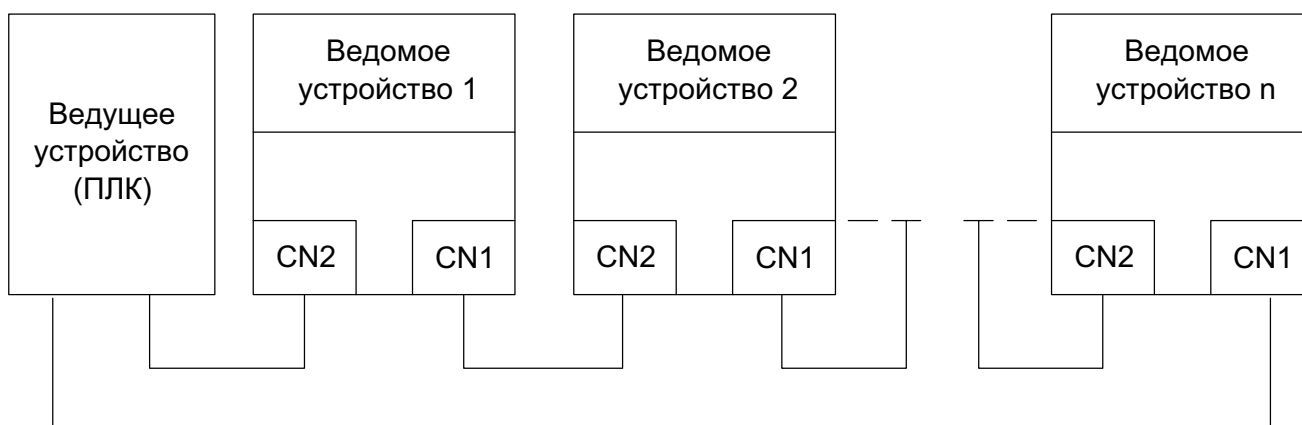 Ведущее
устройство
(ПЛК)
Ведомое
устройство 1
CN2
CN1
Ведомое
устройство 2
CN2
CN1
Ведомое
устройство n
CN2
CN1